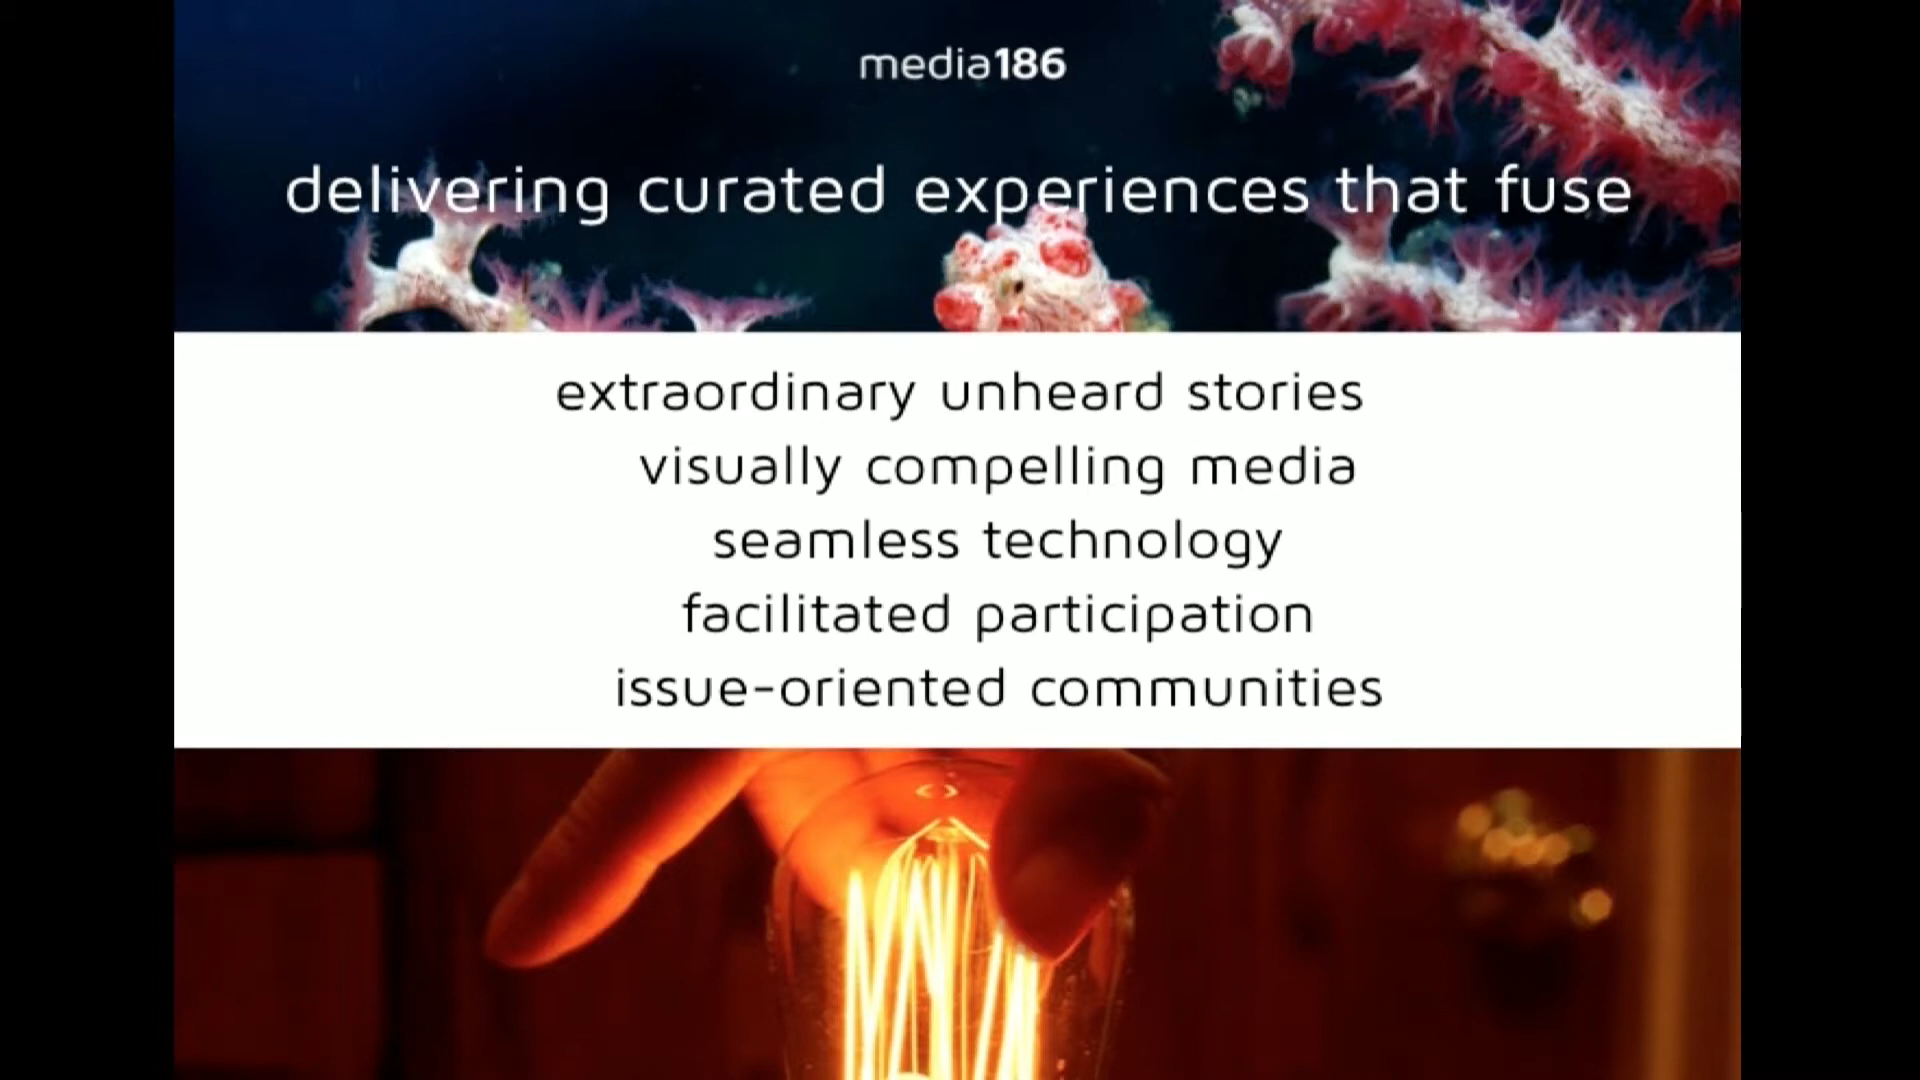 media186
delivering curated experiences that fuse
extraordinary unheard stories
visually compelling media
seamless technology
facilitated participation
issue-oriented communities